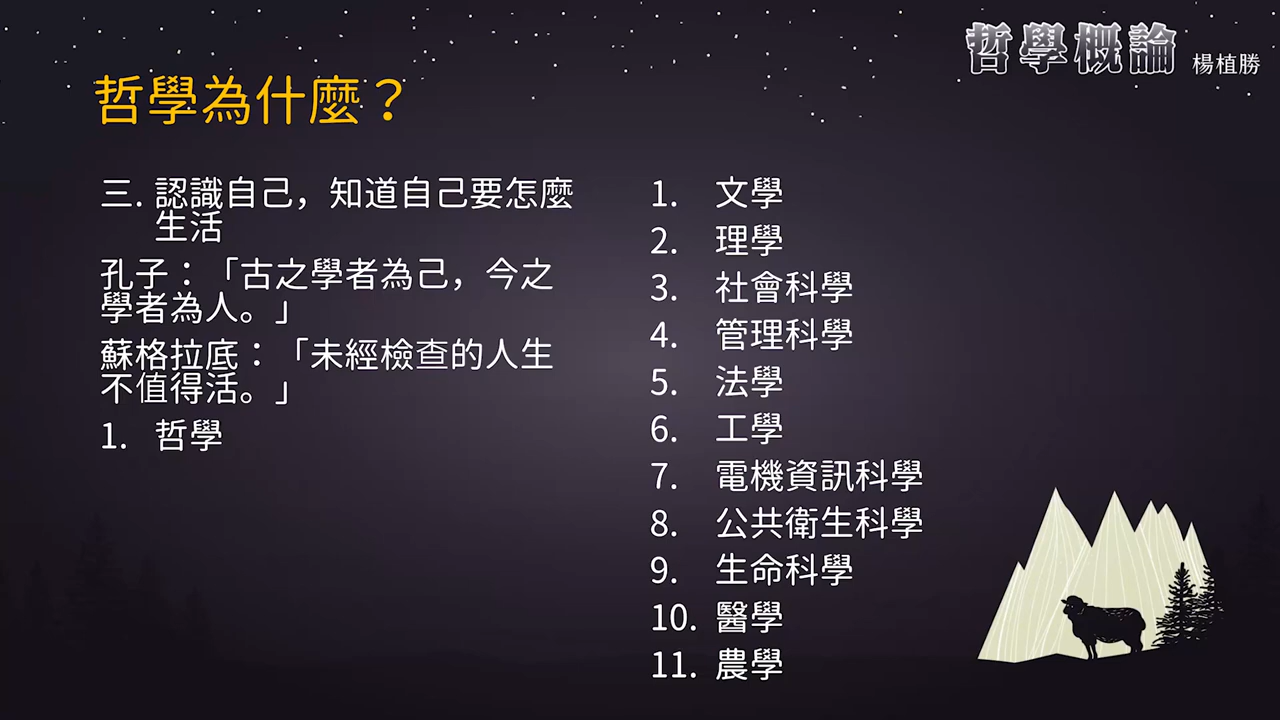 哲學概論 楊植勝
哲學為什麼？
三. 認識自己，知道自己要怎麼
生活
孔子：「古之學者為己，今之
學者為人。」
蘇格拉底：「未經檢查的人生
不值得活。」
1. 哲學
1. 文學
2. 理學
3. 社會科學
4. 管理科學
5. 法學
6. 工學
7. 電機資訊科學
8. 公共衛生科學
9. 生命科學
10. 醫學
11. 農學